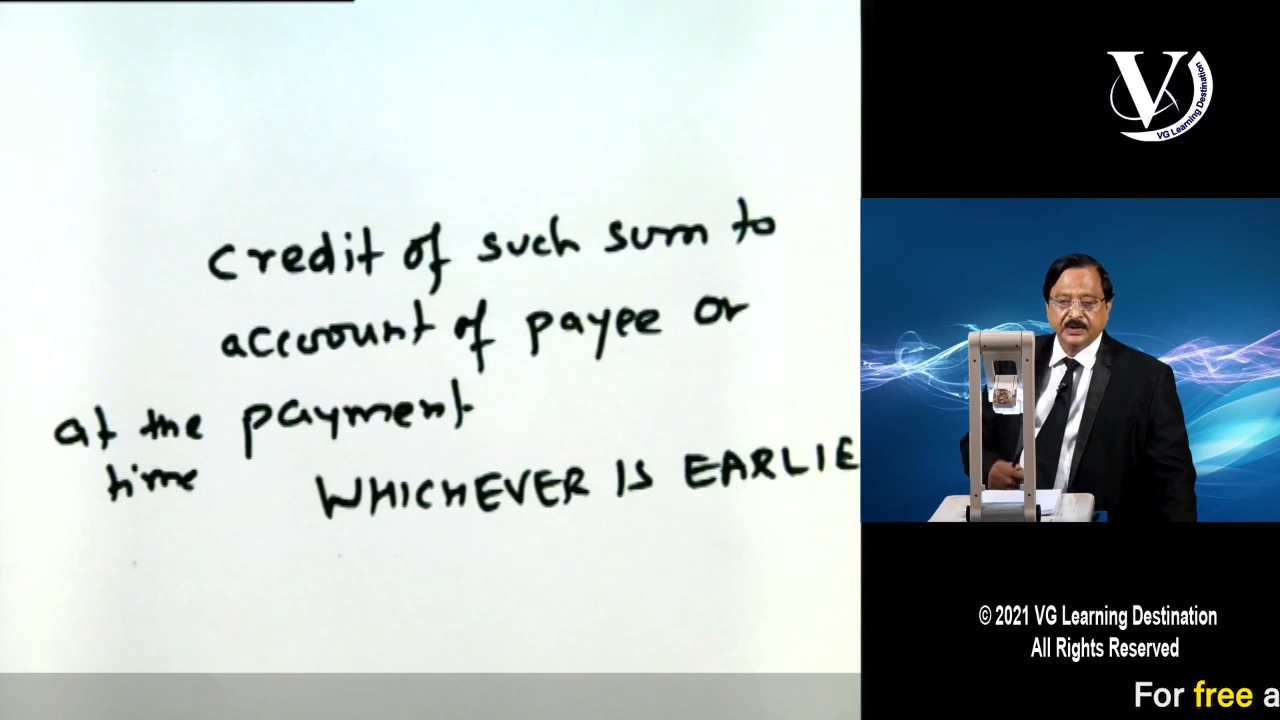 credit of such sum to
account of payee or
at the payment
time
WHICHEVER IS EARLIE
V
VG Learning Destination
© 2021 VG Learning Destination
All Rights Reserved
For free a